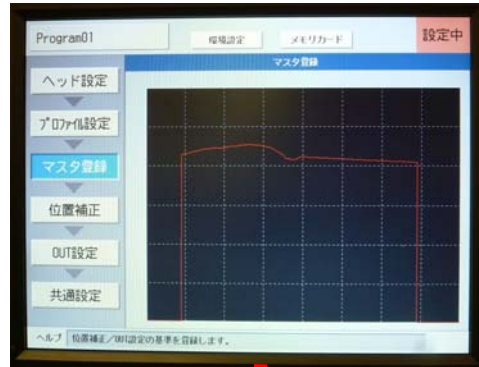 Program01
環境設定
メモリカード
設定中
マスタ登録
ヘッド設定
プロファイル設定
マスタ登録
位置補正
OUT設定
共通設定
ヘルプ 位置補正/OUT設定の基準を登録します。